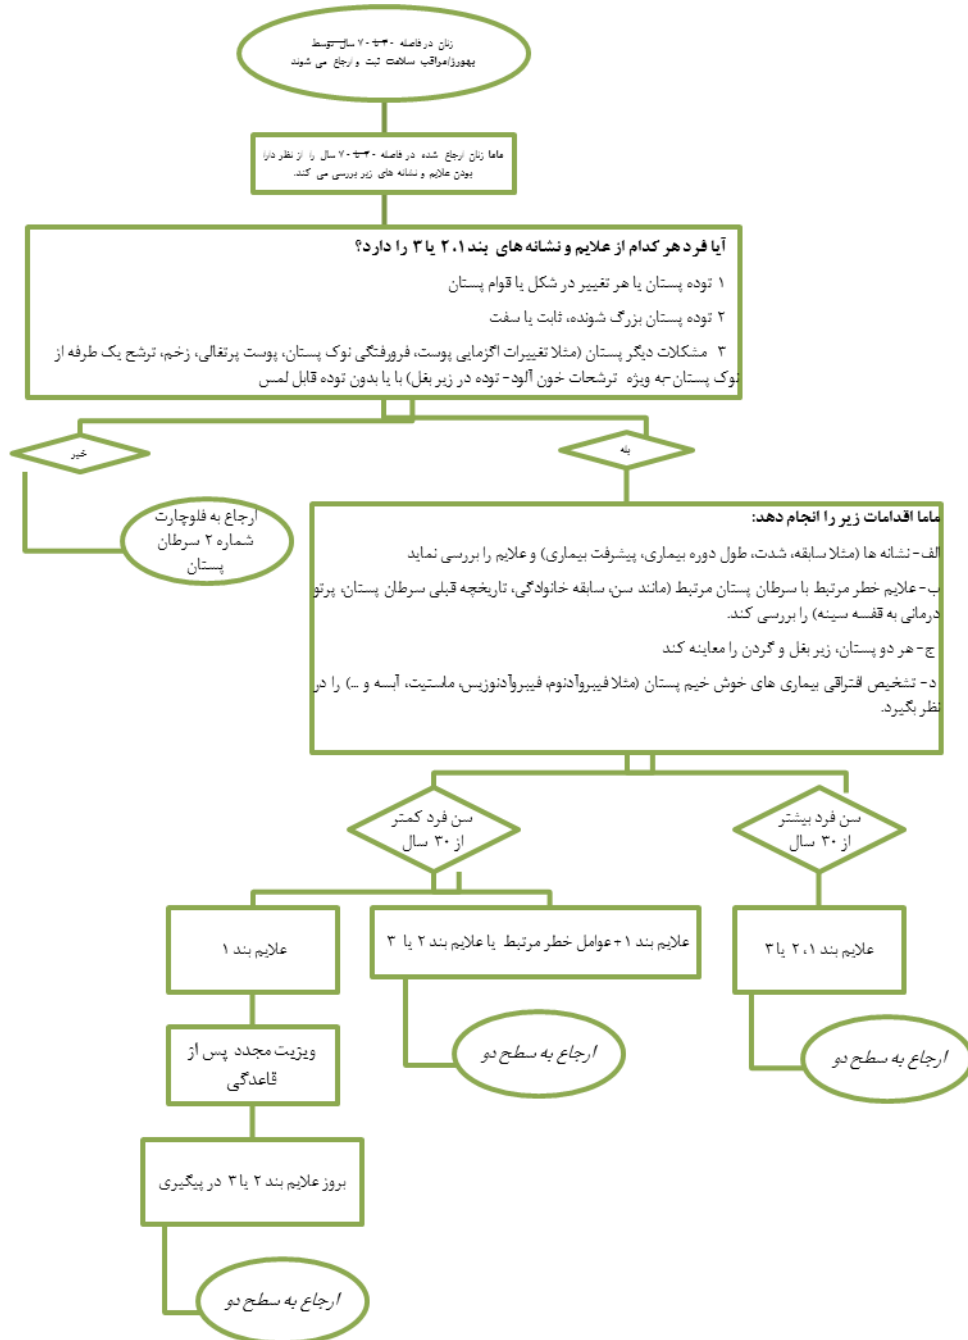 زنان در فاصله ۳۰ تا ۷۰ سال توسط
بهورز/مراقب سلامت ثبت و ارجاع می شوند
ماما زنان ارجاع شده در فاصله ۳۰ تا ۷۰ سال را از نظر دارا
بودن علایم و نشانه های زیر بررسی می کند.
آیا فرد هر کدام از علایم و نشانه های بند ۱، ۲ یا ۳ را دارد؟
۱ توده پستان یا هر تغییر در شکل یا قوام پستان
۲ توده پستان بزرگ شونده، ثابت یا سفت
۳ مشکلات دیگر پستان (مثلا تغییرات اگزمایی پوست، فرورفتگی نوک پستان، پوست پرتغالی، زخم، ترشح یک طرفه از
نوک پستان-به ویژه ترشحات خون آلود- توده در زیر بغل) با یا بدون توده قابل لمس
بله
خیر
ارجاع به فلوچارت
شماره ۲ سرطان
پستان
ماما اقدامات زیر را انجام دهد:
الف- نشانه ها (مثلا سابقه، شدت، طول دوره بیماری، پیشرفت بیماری) و علایم را بررسی نماید
ب- علایم خطر مرتبط با سرطان پستان مرتبط (مانند سن، سابقه خانوادگی، تاریخچه قبلی سرطان پستان، پرتو
درمانی به قفسه سینه) را بررسی کند.
ج- هر دو پستان، زیر بغل و گردن را معاینه کند
د- تشخیص افتراقی بیماری های خوش خیم پستان (مثلا فیبروآدنوم، فیبروآدنوزیس، ماستیت، آبسه و ...) را در
نظر بگیرد.
سن فرد بیشتر
از ۳۰ سال
سن فرد کمتر
از ۳۰ سال
علایم بند ۱، ۲ یا ۳
علایم بند ۱+ عوامل خطر مرتبط یا علایم بند ۲ یا ۳
علایم بند ۱
ارجاع به سطح دو
ارجاع به سطح دو
ویزیت مجدد پس از
قاعدگی
بروز علایم بند ۲ یا ۳ در پیگیری
ارجاع به سطح دو